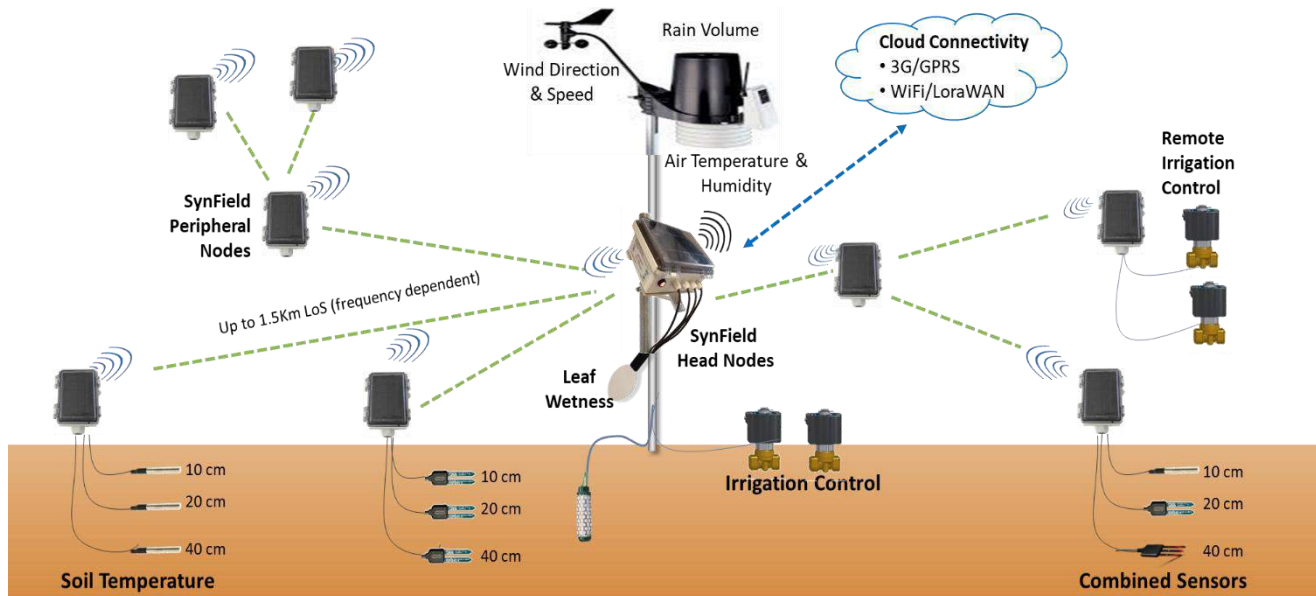 Rain Volume
Wind Direction
& Speed
Cloud Connectivity
• 3G/GPRS
• WiFi/LoraWAN
Air Temperature &
Humidity
Remote
Irrigation
Control
SynField
Peripheral
Nodes
Up to 1.5Km LoS (frequency dependent)
SynField
Head Nodes
Leaf
Wetness
10 cm
20 cm
40 cm
Soil Temperature
10 cm
20 cm
40 cm
Irrigation Control
10 cm
20 cm
40 cm
Combined Sensors